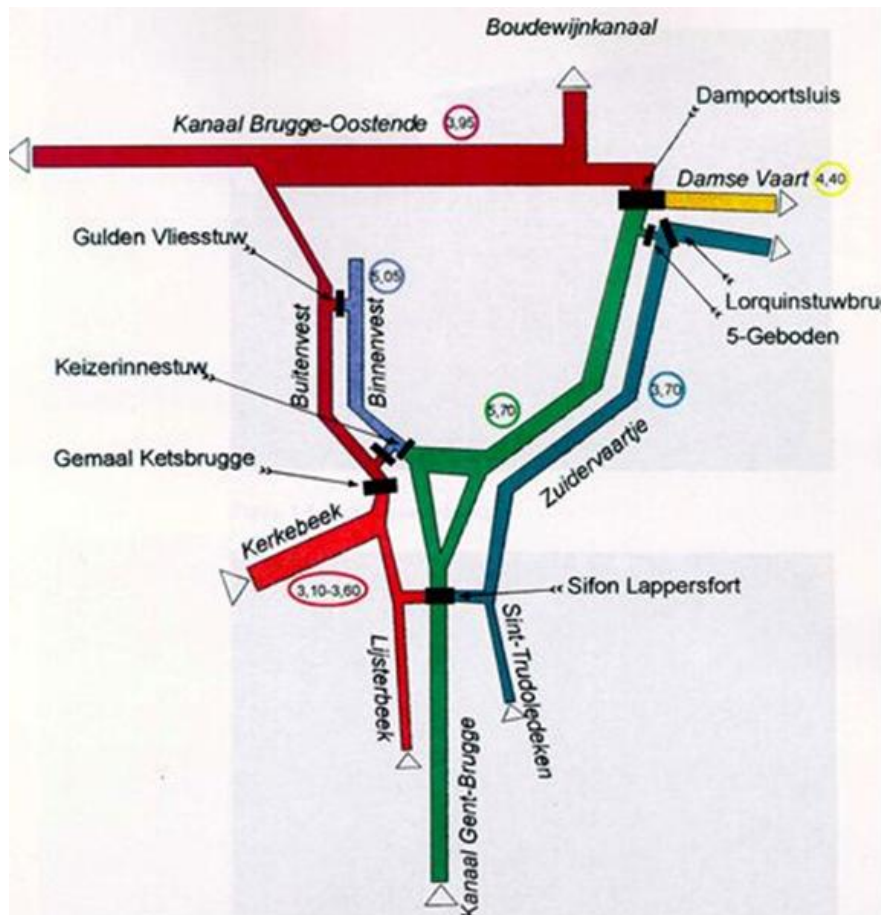 Boudewijnkanaal
Dampoortsluis
Kanaal Brugge-Oostende 3,95
Damse Vaart 4,40
Gulden Vliesstuw
5,05
Lorquinstuwbru
5-Geboden
Buitenvest
Binnenvest
Keizerinnestuw
5,70
3,70
Gemaal Ketsbrugge
Zuidervaartje
Kerkebeek
3,10-3,60
Sifon Lappersfort
Lijsterbeek
Sint-Trudoledeken
Kanaal Gent-Brugge